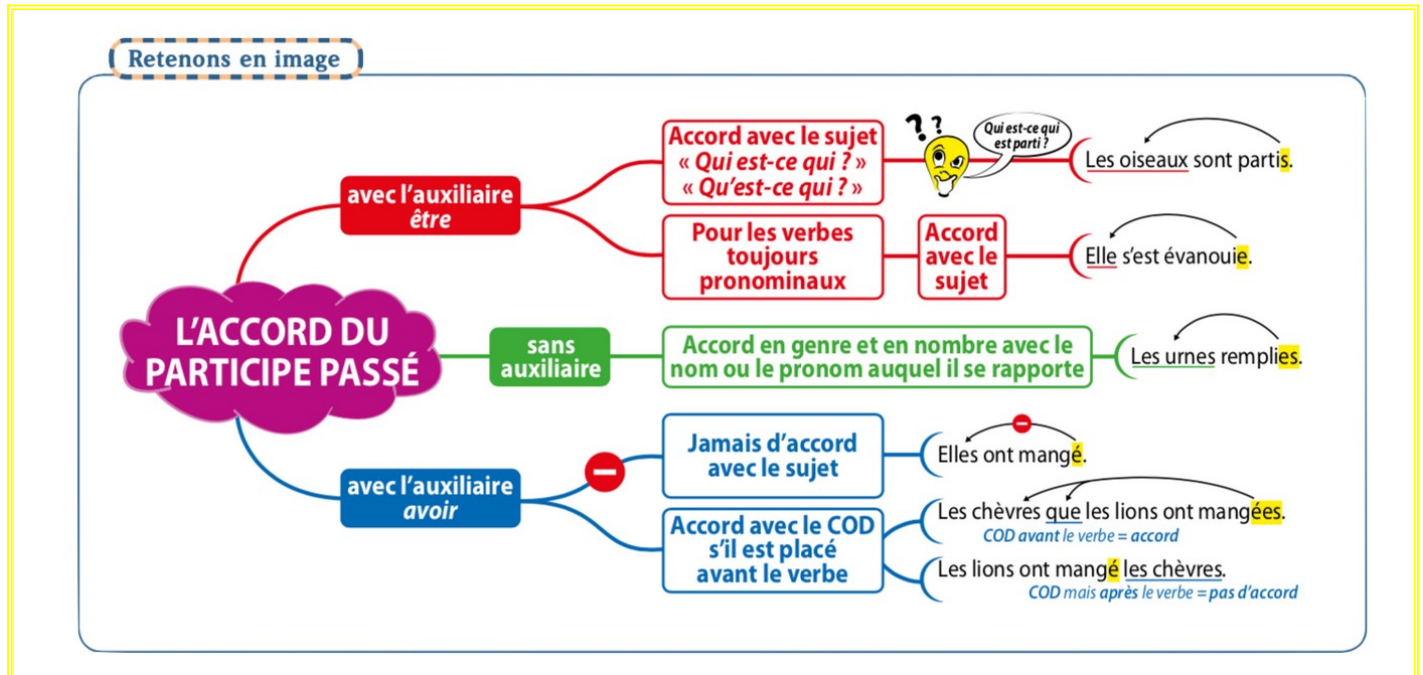 Retenons en image
L'ACCORD DU
PARTICIPE PASSÉ
avec l'auxiliaire
être
Accord avec le sujet
« Qui est-ce qui ? »
« Qu'est-ce qui ? »
? ?
Qui est-ce qui
est parti ?
Les oiseaux sont partis.
Pour les verbes
toujours
pronominaux
Accord
avec le
sujet
Elle s'est évanouie.
sans
auxiliaire
Accord en genre et en nombre avec le
nom ou le pronom auquel il se rapporte
Les urnes remplies.
avec l'auxiliaire
avoir
Jamais d'accord
avec le sujet
Elles ont mangé.
Accord avec le COD
s'il est placé
avant le verbe
Les chèvres que les lions ont mangées.
COD avant le verbe = accord
Les lions ont mangé les chèvres.
COD mais après le verbe = pas d'accord